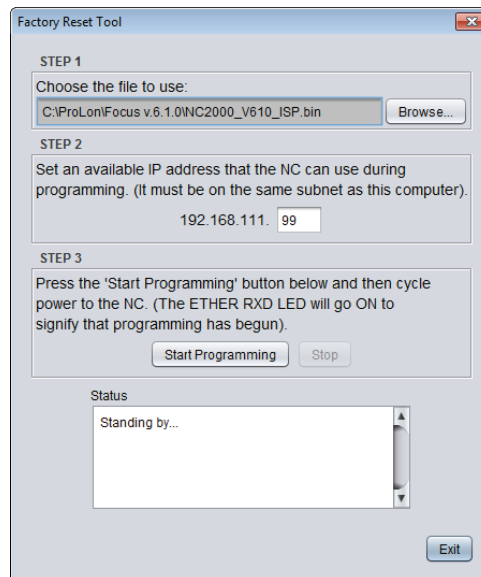 Factory Reset Tool
STEP 1
Choose the file to use:
C:\ProLon\Focus v.6.1.0\NC2000_V610_ISP.bin
Browse...
STEP 2
Set an available IP address that the NC can use during
programming. (It must be on the same subnet as this computer).
192.168.111. 99
STEP 3
Press the 'Start Programming' button below and then cycle
power to the NC. (The ETHER RXD LED will go ON to
signify that programming has begun).
Start Programming Stop
Status
Standing by...
Exit